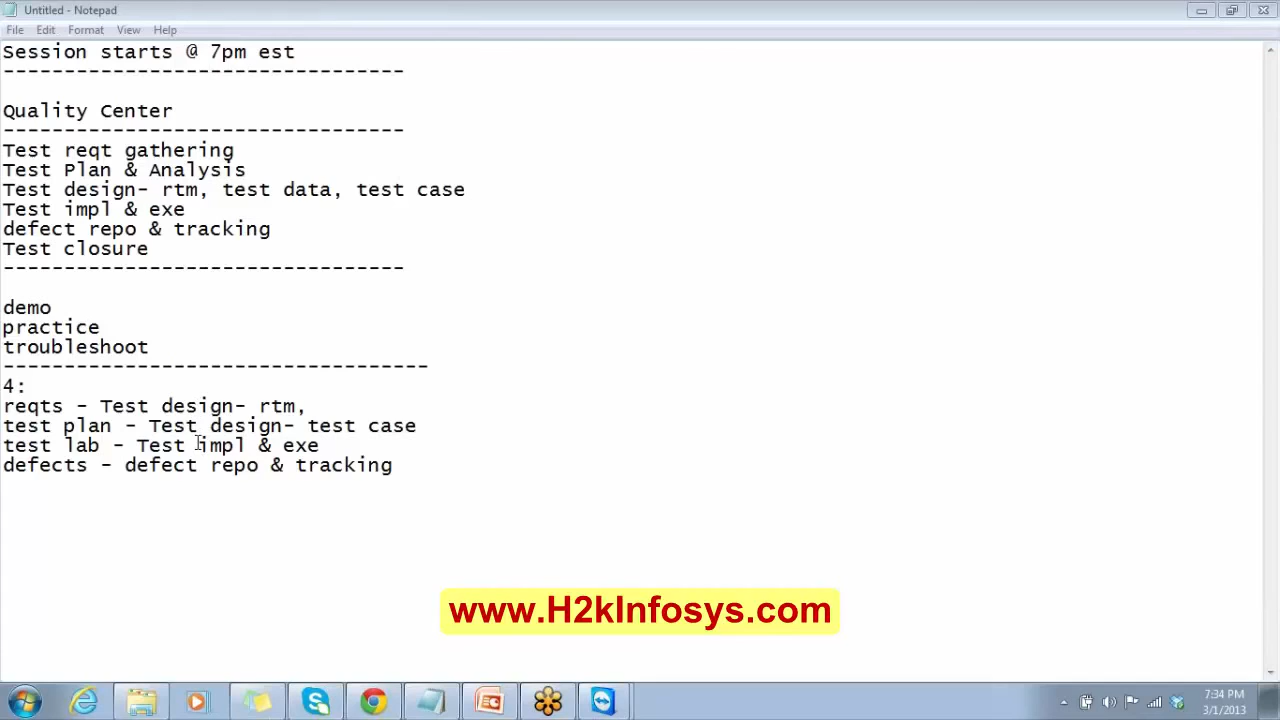 Untitled - Notepad
File Edit Format View Help
Session starts @ 7pm est
---------------------------------
Quality Center
---------------------------------
Test reqt gathering
Test Plan & Analysis
Test design- rtm, test data, test case
Test impl & exe
defect repo & tracking
Test closure
---------------------------------
demo
practice
troubleshoot
-----------------------------------
4:
reqts - Test design- rtm,
test plan - Test design- test case
test lab - Test impl & exe
defects - defect repo & tracking
www.H2kInfosys.com
7:34 PM
3/1/2013